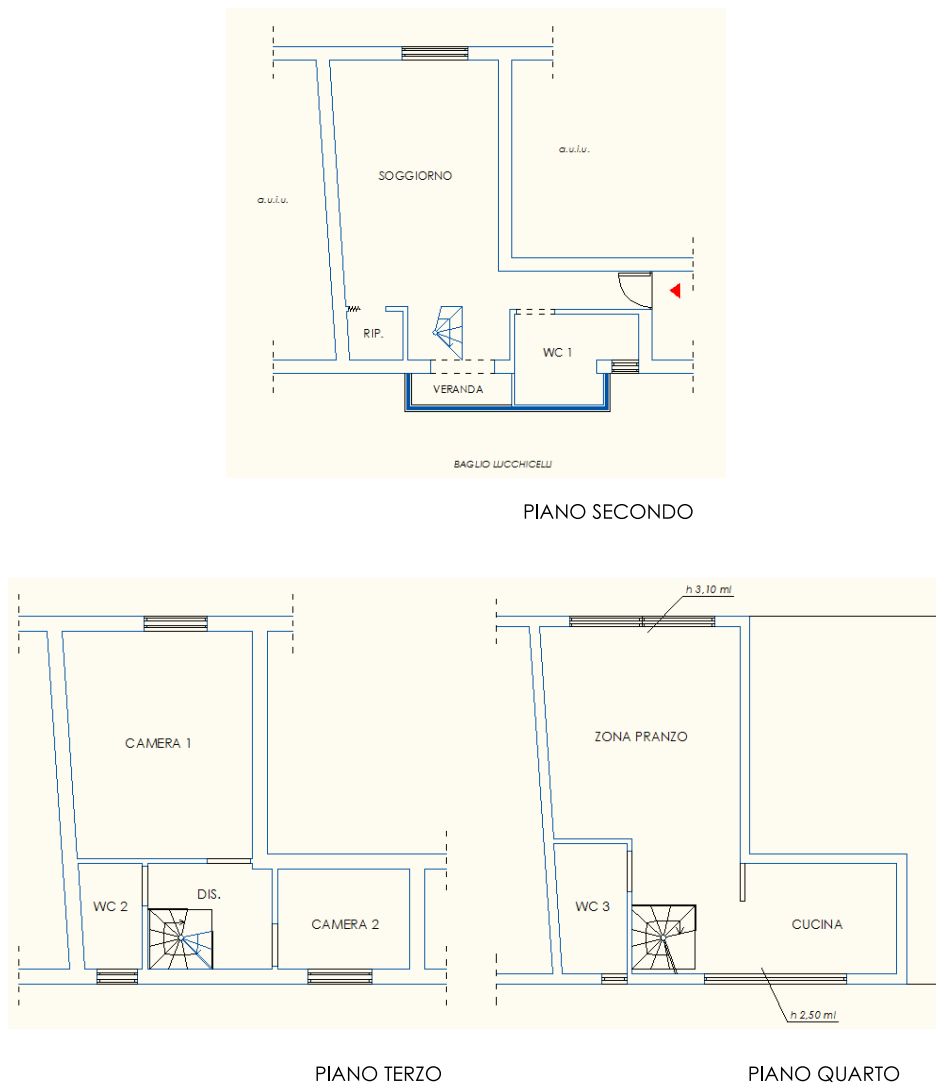 a.u.i.u.
SOGGIORNO
a.u.i.u.
RIP.
WC 1
VERANDA
BAGLIO LUCCHICELLI
PIANO SECONDO
h 3,10 ml
CAMERA 1
ZONA PRANZO
WC 2
DIS.
CAMERA 2
WC 3
CUCINA
h 2,50 ml
PIANO TERZO
PIANO QUARTO